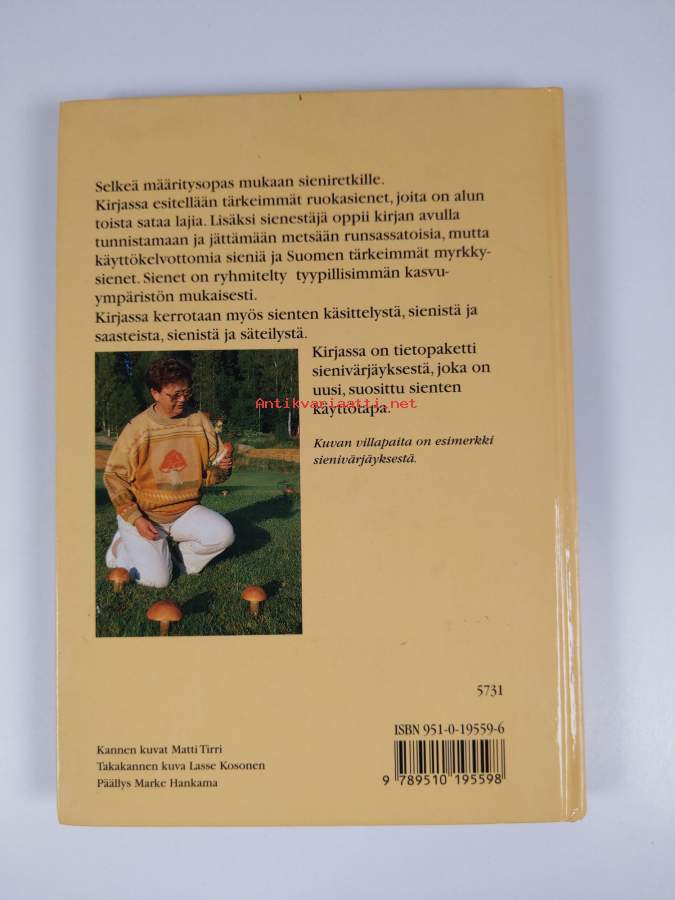 Selkeä määritysopas mukaan sieniretkille.
Kirjassa esitellään tärkeimmät ruokasienet, joita on alun
toista sataa lajia. Lisäksi sienestäjä oppii kirjan avulla
tunnistamaan ja jättämään metsään runsassatoisia, mutta
käyttökelvottomia sieniä ja Suomen tärkeimmät myrkky-
sienet. Sienet on ryhmitelty tyypillisimmän kasvu-
ympäristön mukaisesti.
Kirjassa kerrotaan myös sienten käsittelystä, sienistä ja
saasteista, sienistä ja säteilystä.
Kirjassa on tietopaketti
sienivärjäyksestä, joka on
uusi, suosittu sienten
käyttötapa.
Antikvariaatti.net
Kuvan villapaita on esimerkki
sienivärjäyksestä.
5731
ISBN 951-0-19559-6
9 789510 195598
Kannen kuvat Matti Tirri
Takakannen kuva Lasse Kosonen
Päällys Marke Hankama